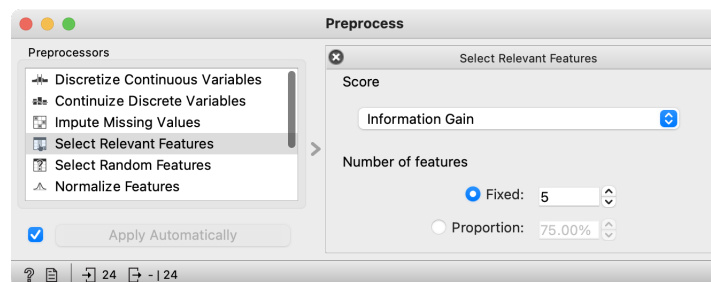 Preprocess
Preprocessors
Discretize Continuous Variables
Continuize Discrete Variables
Impute Missing Values
Select Relevant Features
Select Random Features
Normalize Features
Apply Automatically
Select Relevant Features
Score
Information Gain
Number of features
Fixed: 5
Proportion: 75.00%
? 24 - | 24